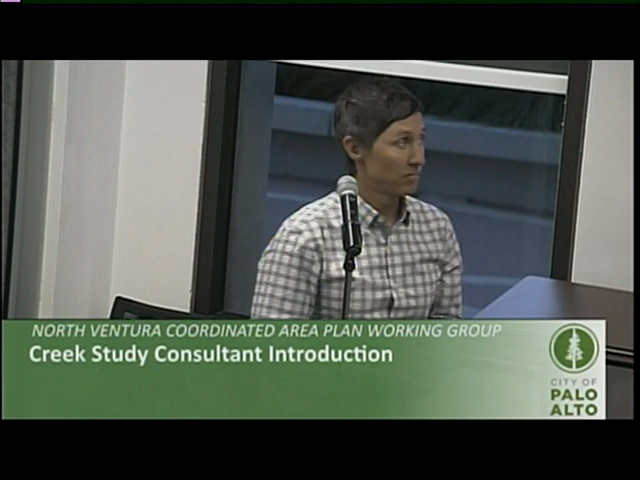 NORTH VENTURA COORDINATED AREA PLAN WORKING GROUP
Creek Study Consultant Introduction
CITY OF
PALO
ALTO